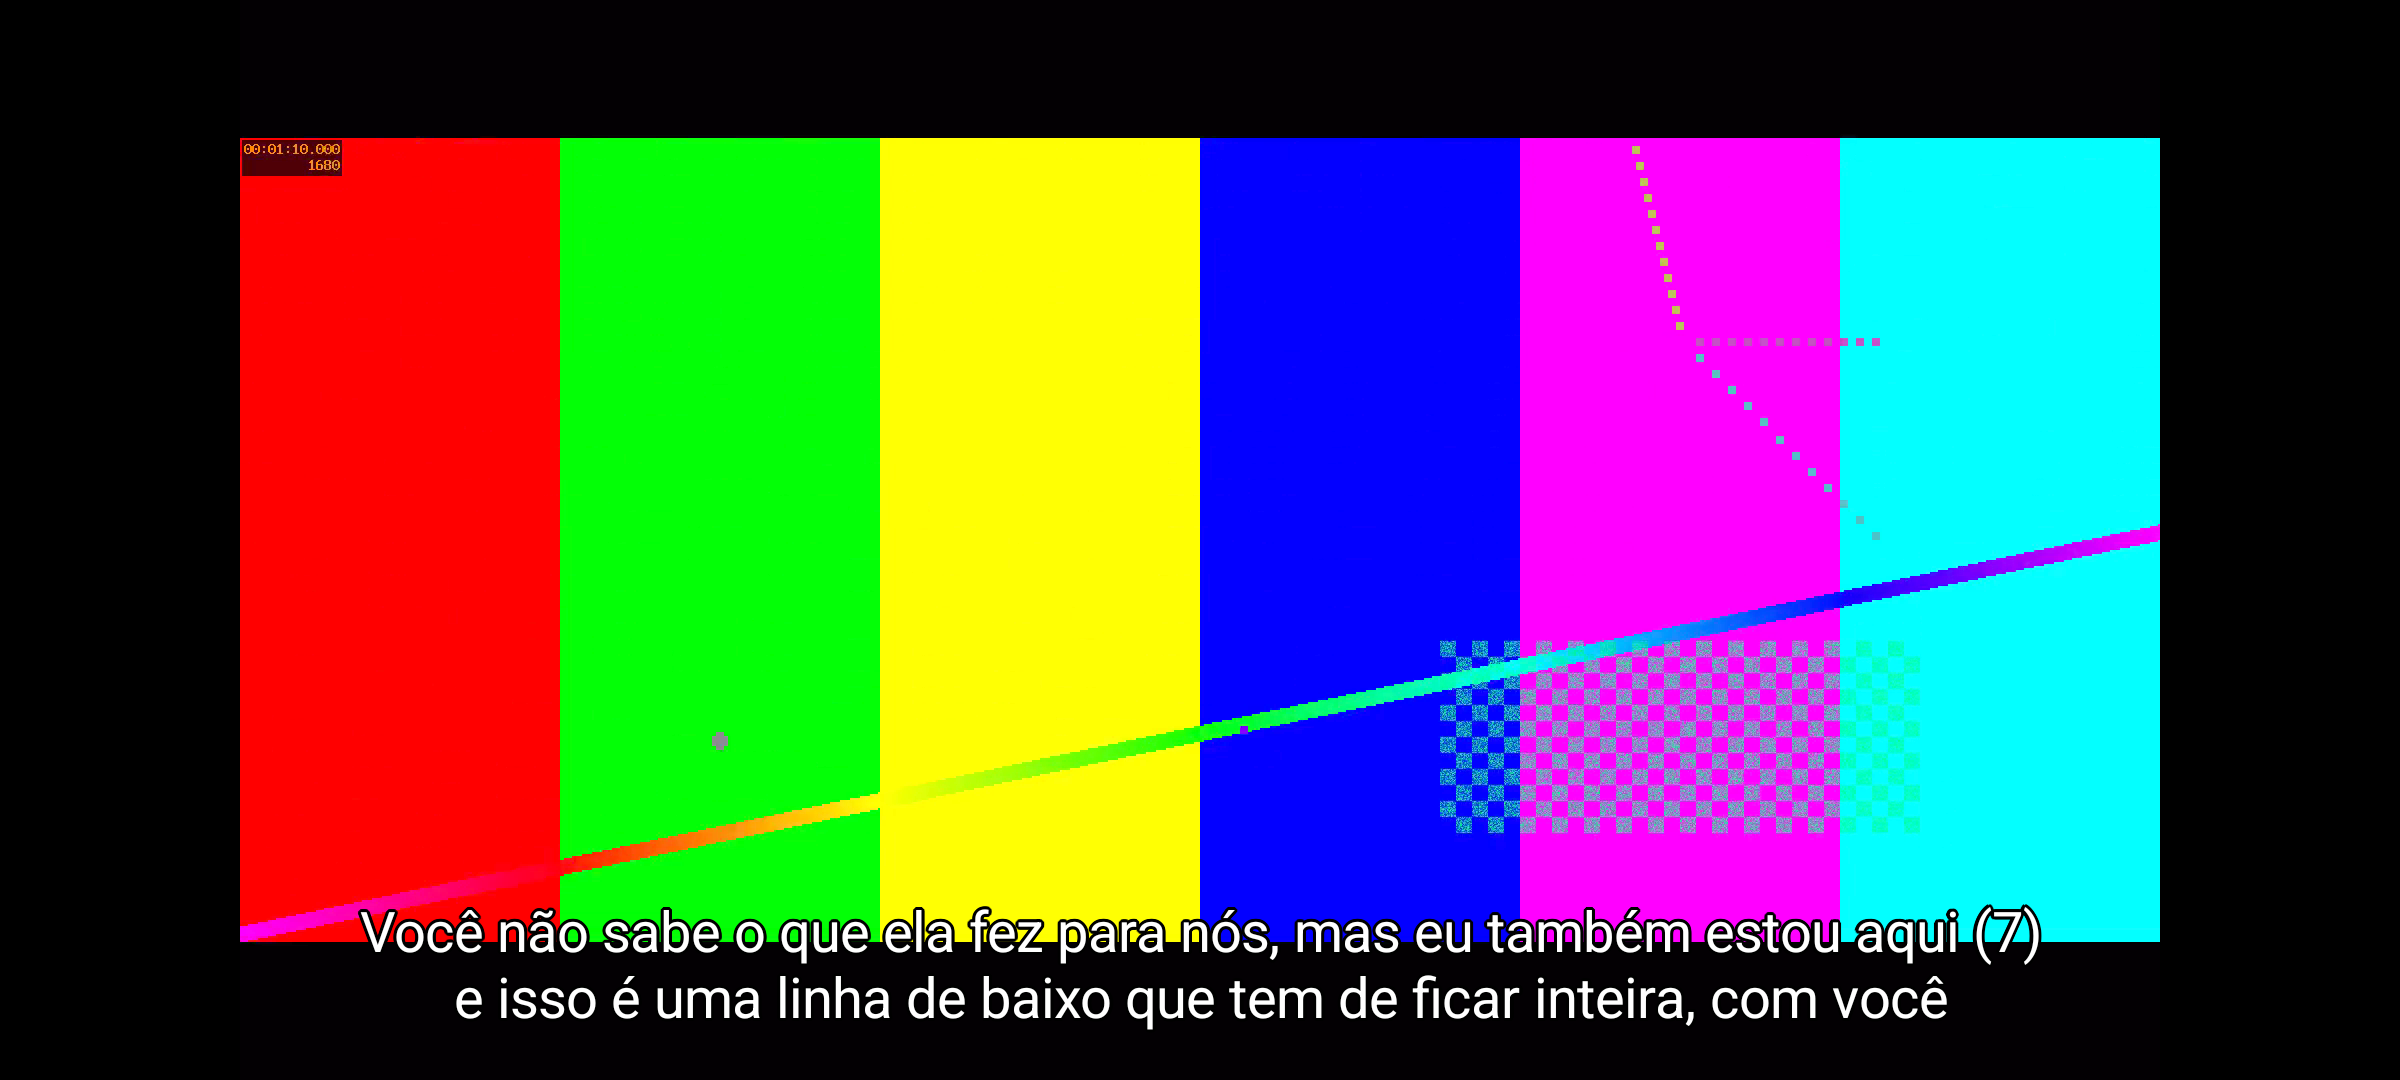 00:01:10.000
1680
Você não sabe o que ela fez para nós, mas eu também estou aqui (7)
e isso é uma linha de baixo que tem de ficar inteira, com você